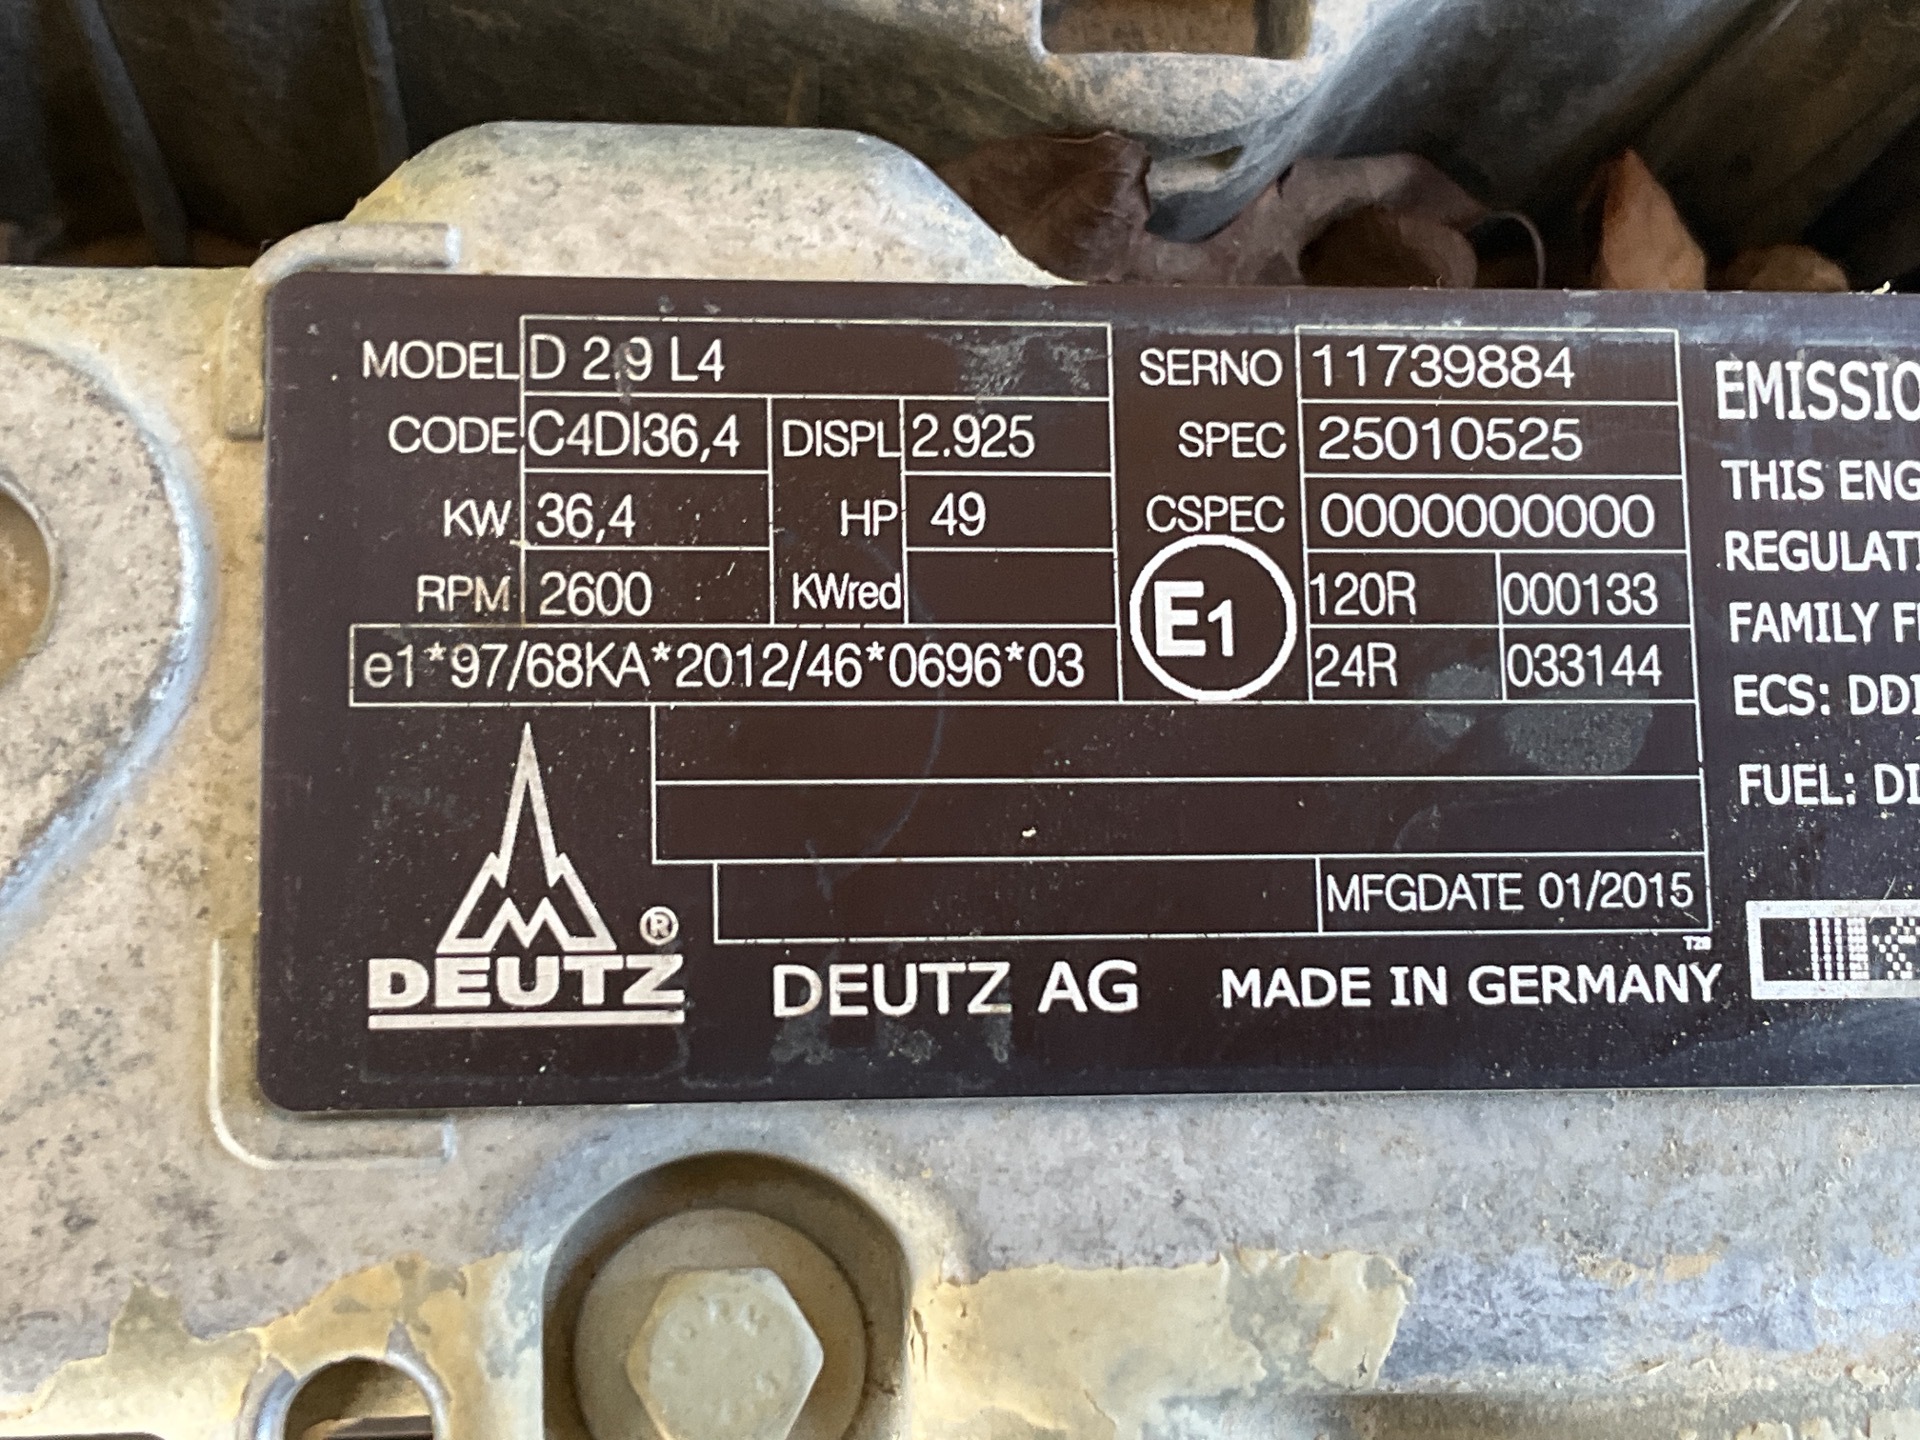 MODEL D 2.9 L4
CODE C4DI36,4 DISPL 2.925
KW 36,4 HP 49
RPM 2600 KWred
e1*97/68KA*2012/46*0696*03
SERNO 11739884
SPEC 25010525
CSPEC 0000000000
E1 120R 000133
24R 033144
MFGDATE 01/2015
DEUTZ ®
DEUTZ AG MADE IN GERMANY
EMISSIO
THIS ENG
REGULATI
FAMILY
ECS: DDI
FUEL: DI